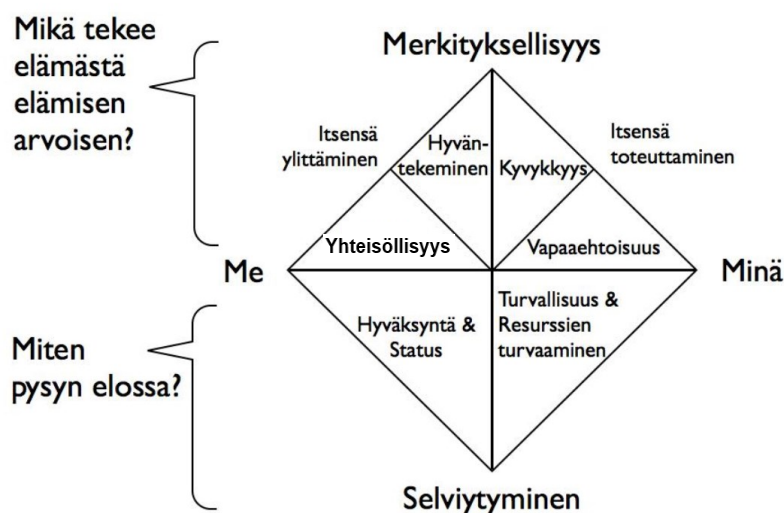 Mikä tekee
elämästä
elämisen
arvoisen?
Merkityksellisyys
Itsensä
ylittäminen
Hyvän-
tekeminen
Kyvykkyys
Itsensä
toteuttaminen
Yhteisöllisyys
Vapaaehtoisuus
Me
Minä
Hyväksyntä &
Status
Turvallisuus &
Resurssien
turvaaminen
Miten
pysyn elossa?
Selviytyminen